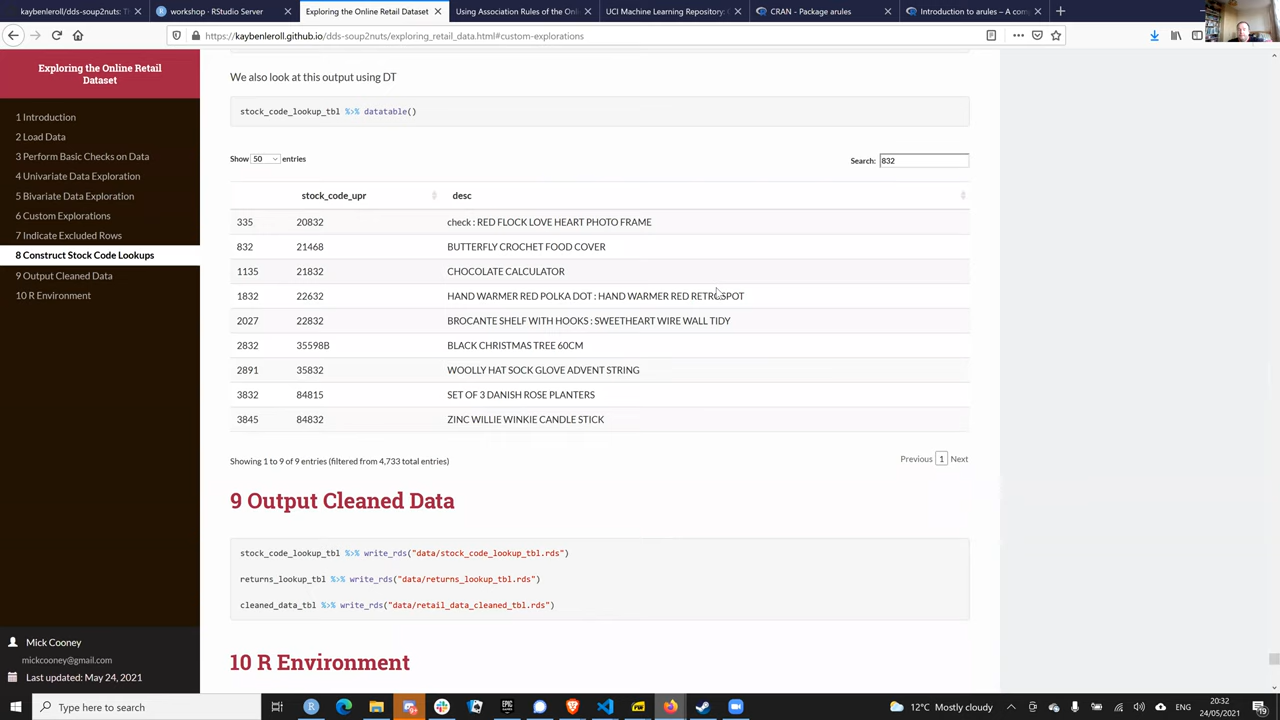 dds-soup2nuts: T
workshop - RStudio Server
Exploring the Online Retail Dataset
Using Association Rules of the On
UCI Machine Learning Repository:
CRAN - Package arules
Introduction to arules – A comp
https://kaybenleroll.github.io/dds-soup2nuts/exploring_retail_data.html#custom-explorations
Exploring the Online Retail
Dataset
1 Introduction
2 Load Data
3 Perform Basic Checks on Data
4 Univariate Data Exploration
5 Bivariate Data Exploration
6 Custom Explorations
7 Indicate Excluded Rows
8 Construct Stock Code Lookups
9 Output Cleaned Data
10 R Environment
Mick Cooney
mickcooney@gmail.com
Last updated: May 24, 2021
We also look at this output using DT
stock_code_lookup_tbl %>% datatable()
Show 50 entries
Search: 832
stock_code_upr desc
335 20832 check : RED FLOCK LOVE HEART PHOTO FRAME
832 21468 BUTTERFLY CROCHET FOOD COVER
1135 21832 CHOCOLATE CALCULATOR
1832 22632 HAND WARMER RED POLKA DOT : HAND WARMER RED RETROSPOT
2027 22832 BROCANTE SHELF WITH HOOKS : SWEETHEART WIRE WALL TIDY
2832 35598B BLACK CHRISTMAS TREE 60CM
2891 35832 WOOLLY HAT SOCK GLOVE ADVENT STRING
3832 84815 SET OF 3 DANISH ROSE PLANTERS
3845 84832 ZINC WILLIE WINKIE CANDLE STICK
Showing 1 to 9 of 9 entries (filtered from 4,733 total entries)
Previous 1 Next
9 Output Cleaned Data
stock_code_lookup_tbl %>% write_rds("data/stock_code_lookup_tbl.rds")
returns_lookup_tbl %>% write_rds("data/returns_lookup_tbl.rds")
cleaned_data_tbl %>% write_rds("data/retail_data_cleaned_tbl.rds")
10 R Environment
Type here to search
12°C Mostly cloudy
ENG
20:32
24/05/2021